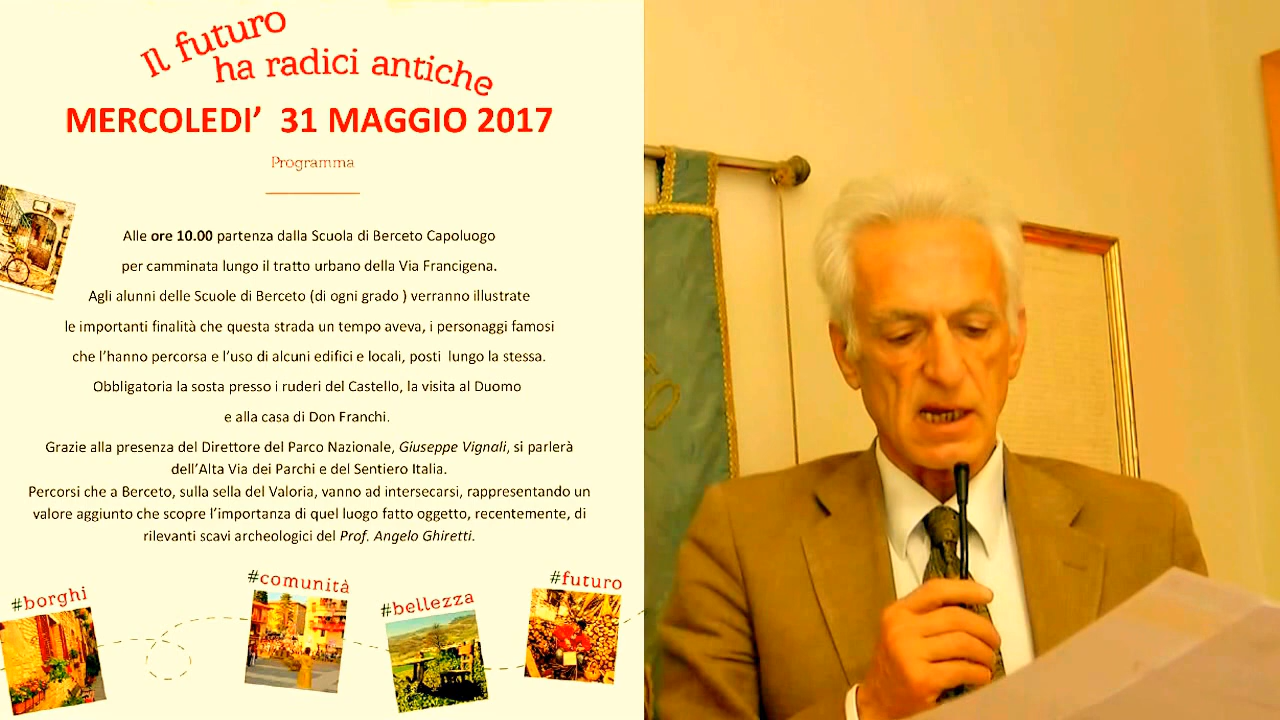 Il futuro
ha radici antiche
MERCOLEDI’ 31 MAGGIO 2017
Programma
Alle ore 10.00 partenza dalla Scuola di Berceto Capoluogo
per camminata lungo il tratto urbano della Via Francigena.
Agli alunni delle Scuole di Berceto (di ogni grado ) verranno illustrate
le importanti finalità che questa strada un tempo aveva, i personaggi famosi
che l’hanno percorsa e l’uso di alcuni edifici e locali, posti lungo la stessa.
Obbligatoria la sosta presso i ruderi del Castello, la visita al Duomo
e alla casa di Don Franchi.
Grazie alla presenza del Direttore del Parco Nazionale, Giuseppe Vignali, si parlerà
dell’Alta Via dei Parchi e del Sentiero Italia.
Percorsi che a Berceto, sulla sella del Valoria, vanno ad intersecarsi, rappresentando un
valore aggiunto che scopre l’importanza di quel luogo fatto oggetto, recentemente, di
rilevanti scavi archeologici del Prof. Angelo Ghiretti.
#borghi
#comunità
#bellezza
#futuro